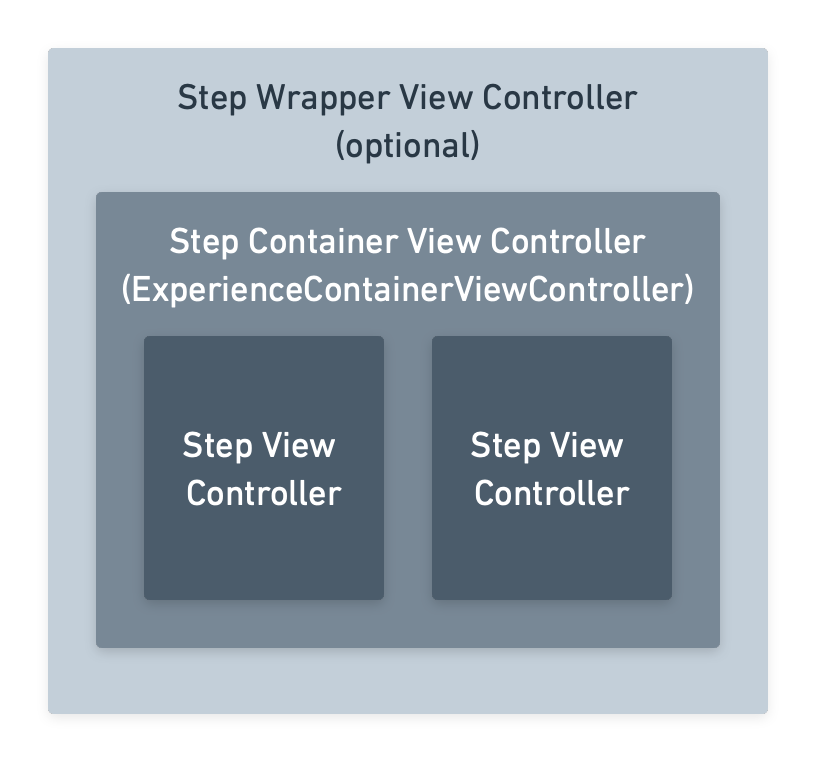 Step Wrapper View Controller
(optional)
Step Container View Controller
(ExperienceContainerViewController)
Step View
Controller
Step View
Controller